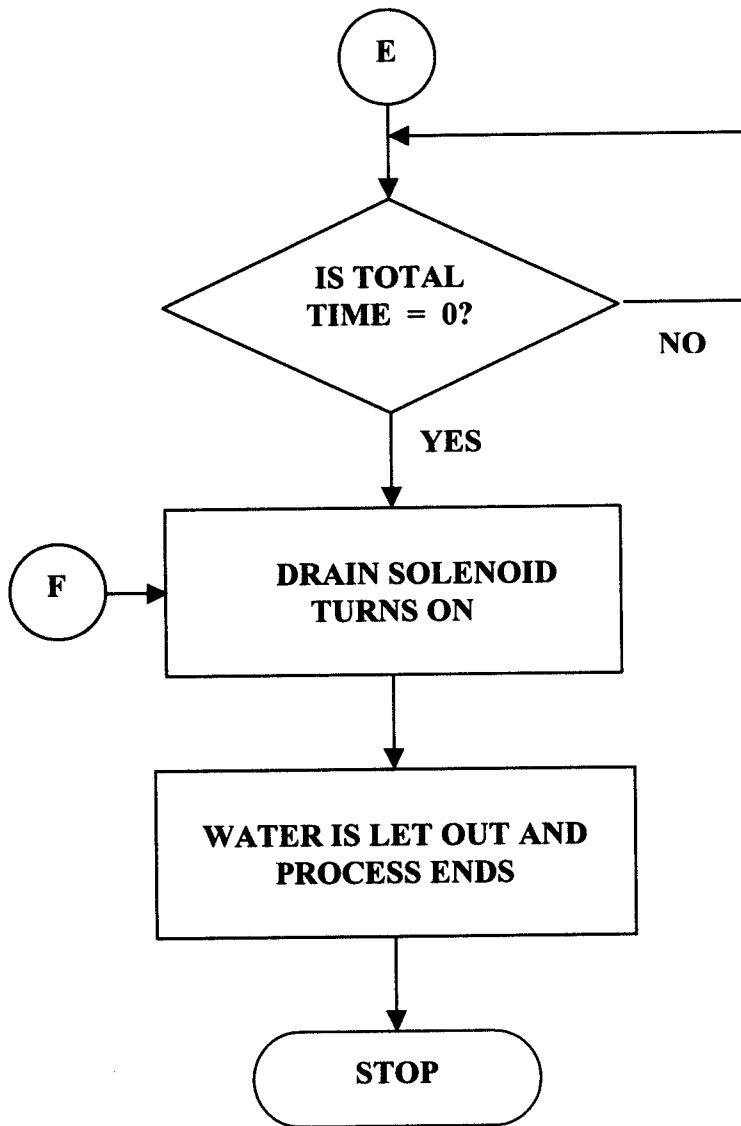 E
IS TOTAL
TIME = 0?
NO
YES
F
DRAIN SOLENOID
TURNS ON
WATER IS LET OUT AND
PROCESS ENDS
STOP